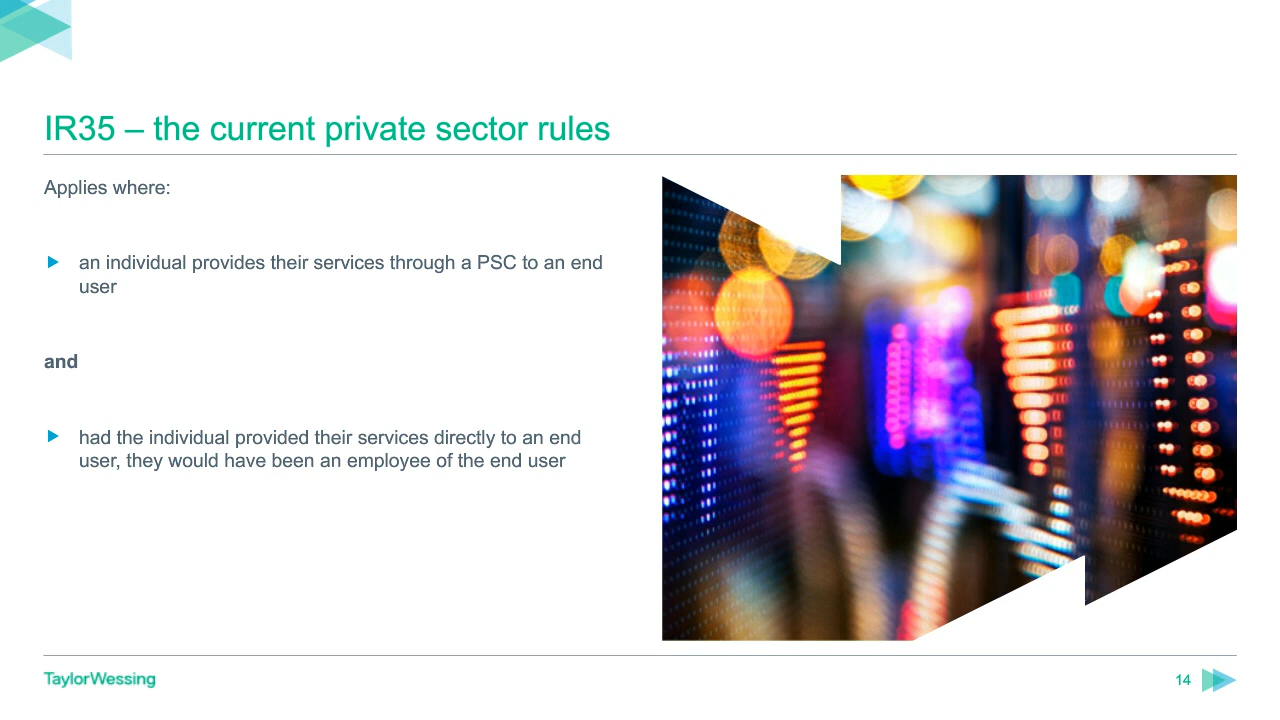 IR35 – the current private sector rules
Applies where:
an individual provides their services through a PSC to an end
user
and
had the individual provided their services directly to an end
user, they would have been an employee of the end user
TaylorWessing
14